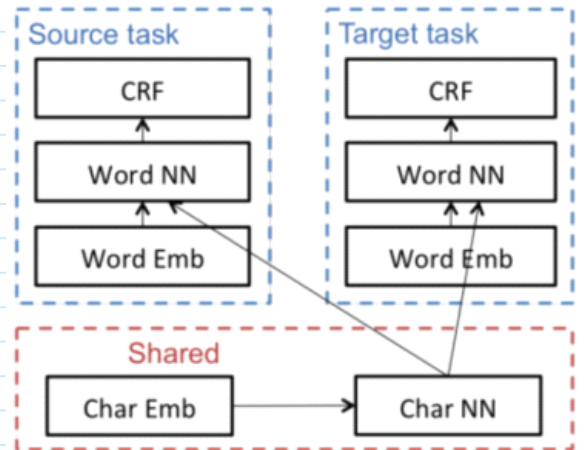 Source task
CRF
Word NN
Word Emb
Target task
CRF
Word NN
Word Emb
Shared
Char Emb
Char NN